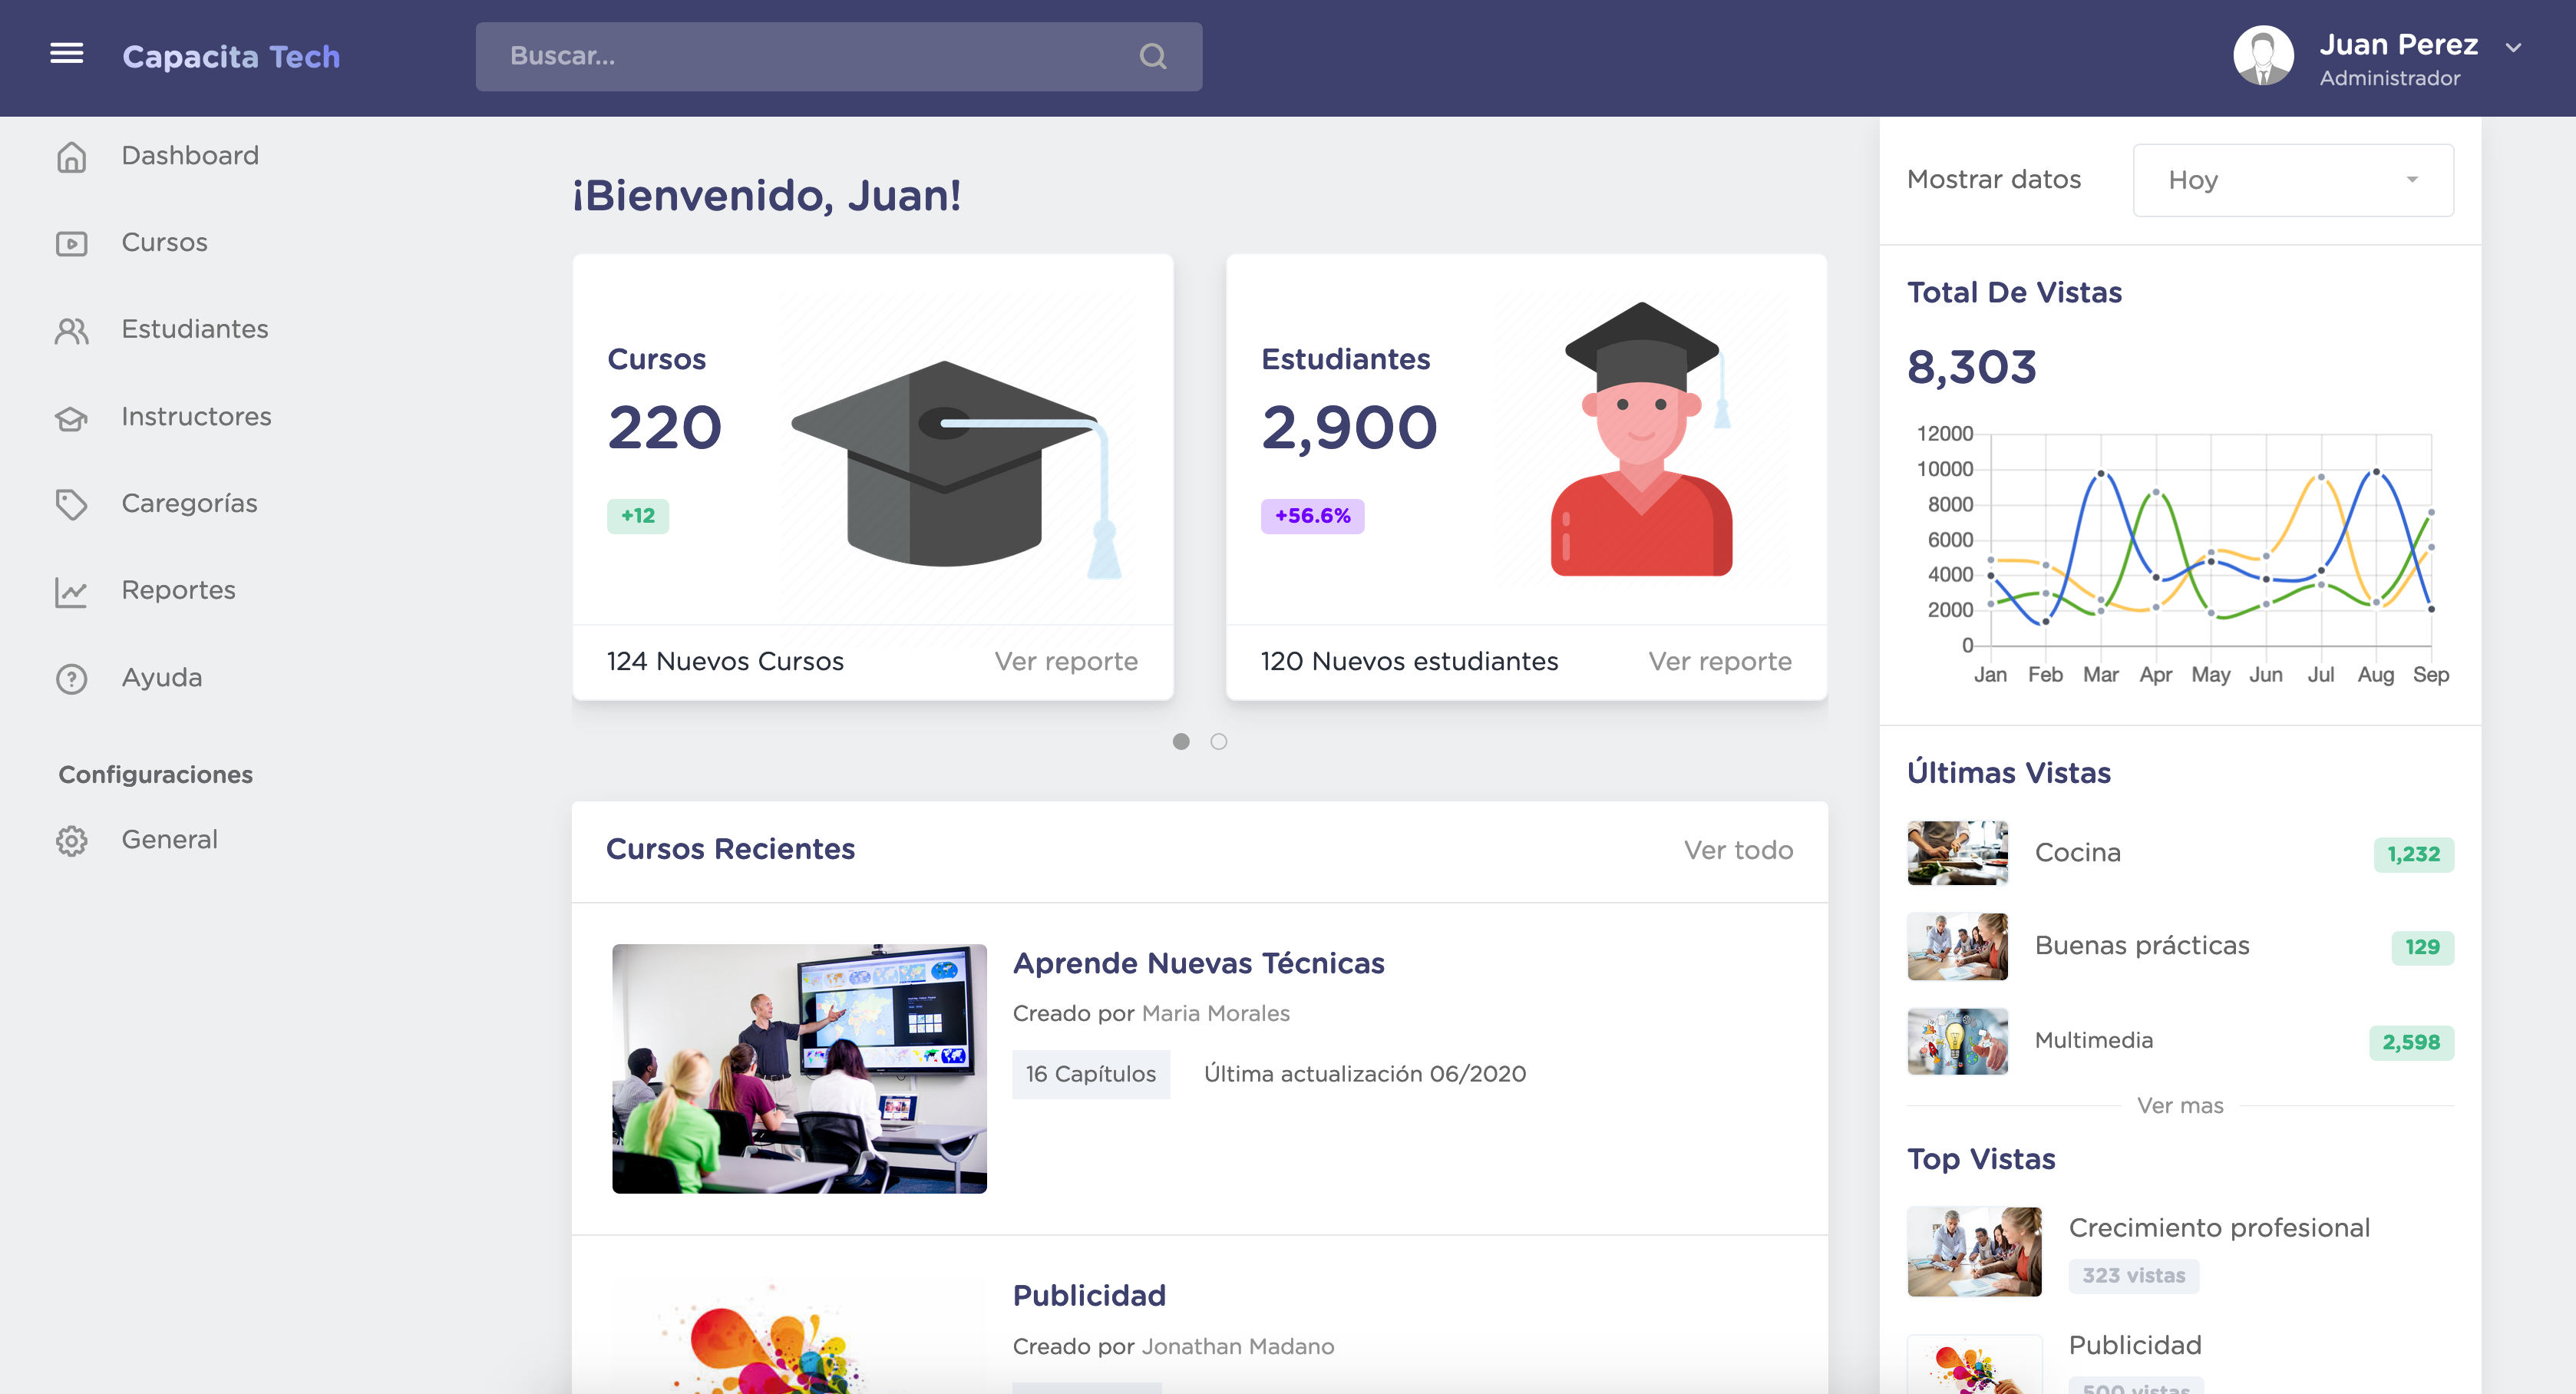 Capacita Tech
Buscar...
Juan Perez
Administrador
Dashboard
Cursos
Estudiantes
Instructores
Caregorías
Reportes
Ayuda
Configuraciones
General
¡Bienvenido, Juan!
Cursos
220
+12
124 Nuevos Cursos
Ver reporte
Estudiantes
2,900
+56.6%
120 Nuevos estudiantes
Ver reporte
Cursos Recientes
Ver todo
Aprende Nuevas Técnicas
Creado por Maria Morales
16 Capítulos
Última actualización 06/2020
Publicidad
Creado por Jonathan Madano
Mostrar datos
Hoy
Total De Vistas
8,303
12000
10000
8000
6000
4000
2000
0
Jan Feb Mar Apr May Jun Jul Aug Sep
Últimas Vistas
Cocina
1,232
Buenas prácticas
129
Multimedia
2,598
Ver mas
Top Vistas
Crecimiento profesional
323 vistas
Publicidad
500 vistas